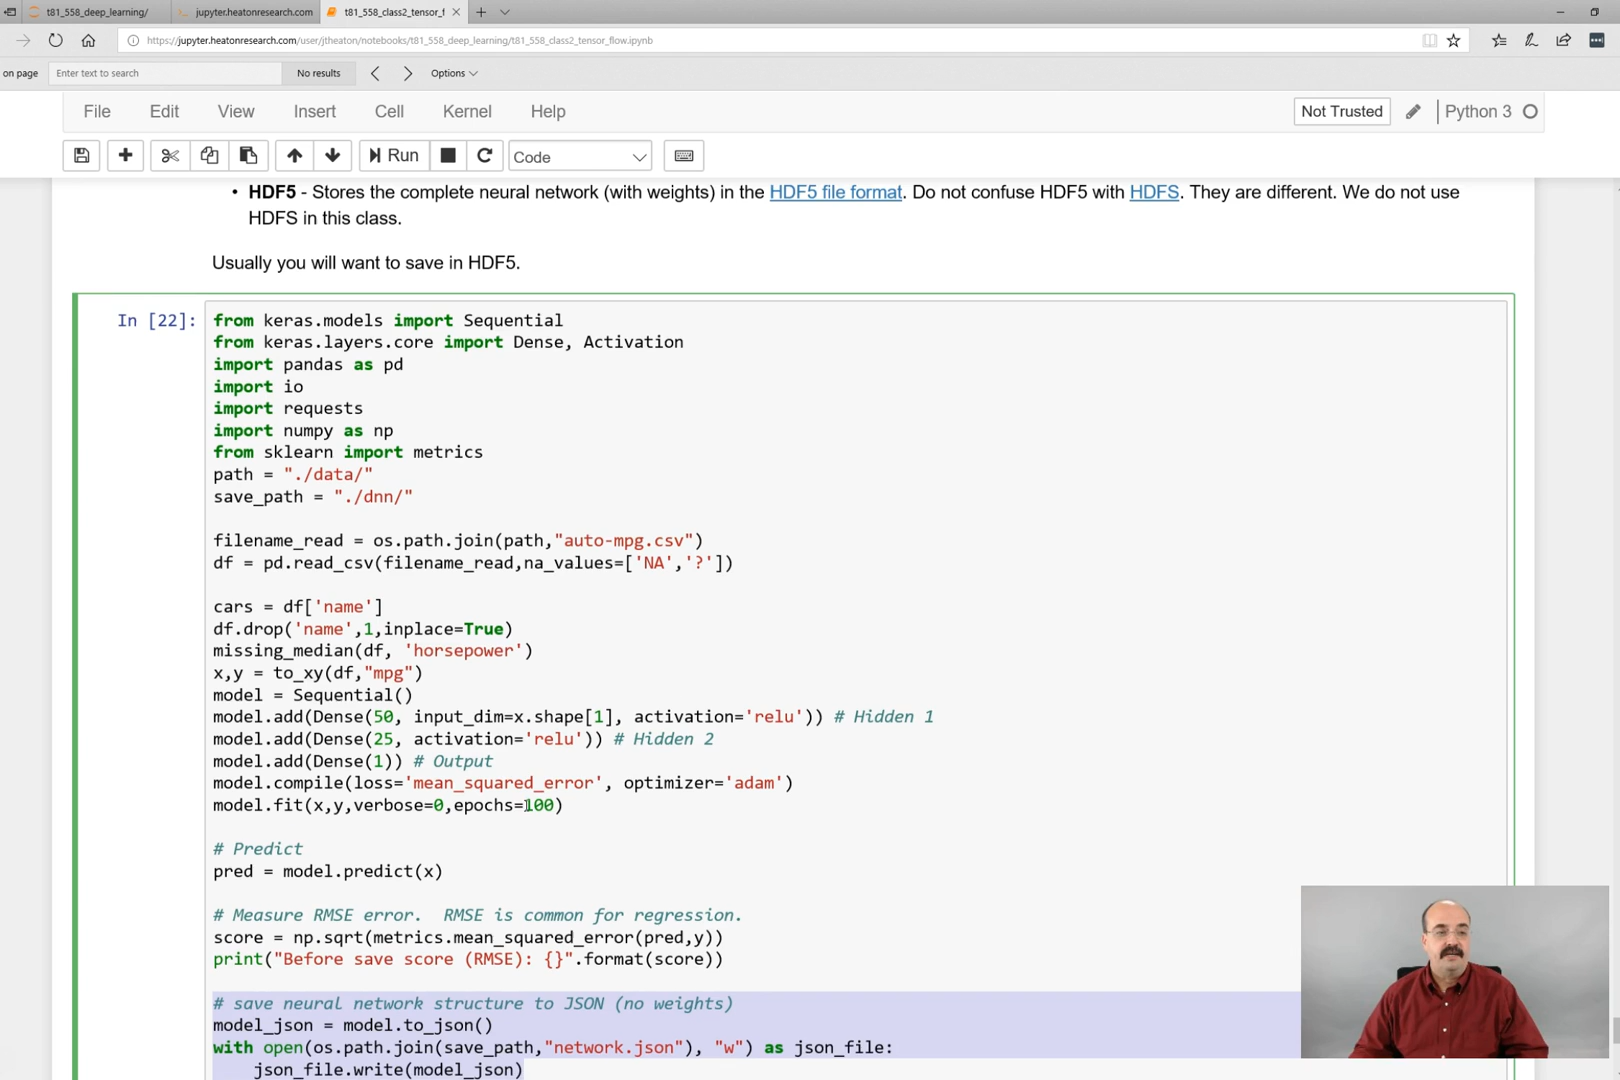 t81_558_deep_learning/
jupyter.heatonresearch.com
t81_558_class2_tensor_f
https://jupyter.heatonresearch.com/user/jtheaton/notebooks/t81_558_deep_learning/t81_558_class2_tensor_flow.ipynb
on page
Enter text to search
No results
Options
File Edit View Insert Cell Kernel Help
Not Trusted
Python 3
Run
Code
• HDF5 - Stores the complete neural network (with weights) in the HDF5 file format. Do not confuse HDF5 with HDFS. They are different. We do not use
HDFS in this class.
Usually you will want to save in HDF5.
In [22]:
from keras.models import Sequential
from keras.layers.core import Dense, Activation
import pandas as pd
import io
import requests
import numpy as np
from sklearn import metrics
path = "./data/"
save_path = "./dnn/"
filename_read = os.path.join(path,"auto-mpg.csv")
df = pd.read_csv(filename_read,na_values=['NA','?'])
cars = df['name']
df.drop('name',1,inplace=True)
missing_median(df, 'horsepower')
x,y = to_xy(df,"mpg")
model = Sequential()
model.add(Dense(50, input_dim=x.shape[1], activation='relu')) # Hidden 1
model.add(Dense(25, activation='relu')) # Hidden 2
model.add(Dense(1)) # Output
model.compile(loss='mean_squared_error', optimizer='adam')
model.fit(x,y,verbose=0,epochs=100)
# Predict
pred = model.predict(x)
# Measure RMSE error.  RMSE is common for regression.
score = np.sqrt(metrics.mean_squared_error(pred,y))
print("Before save score (RMSE): {}".format(score))
# save neural network structure to JSON (no weights)
model_json = model.to_json()
with open(os.path.join(save_path,"network.json"), "w") as json_file:
    json_file.write(model_json)